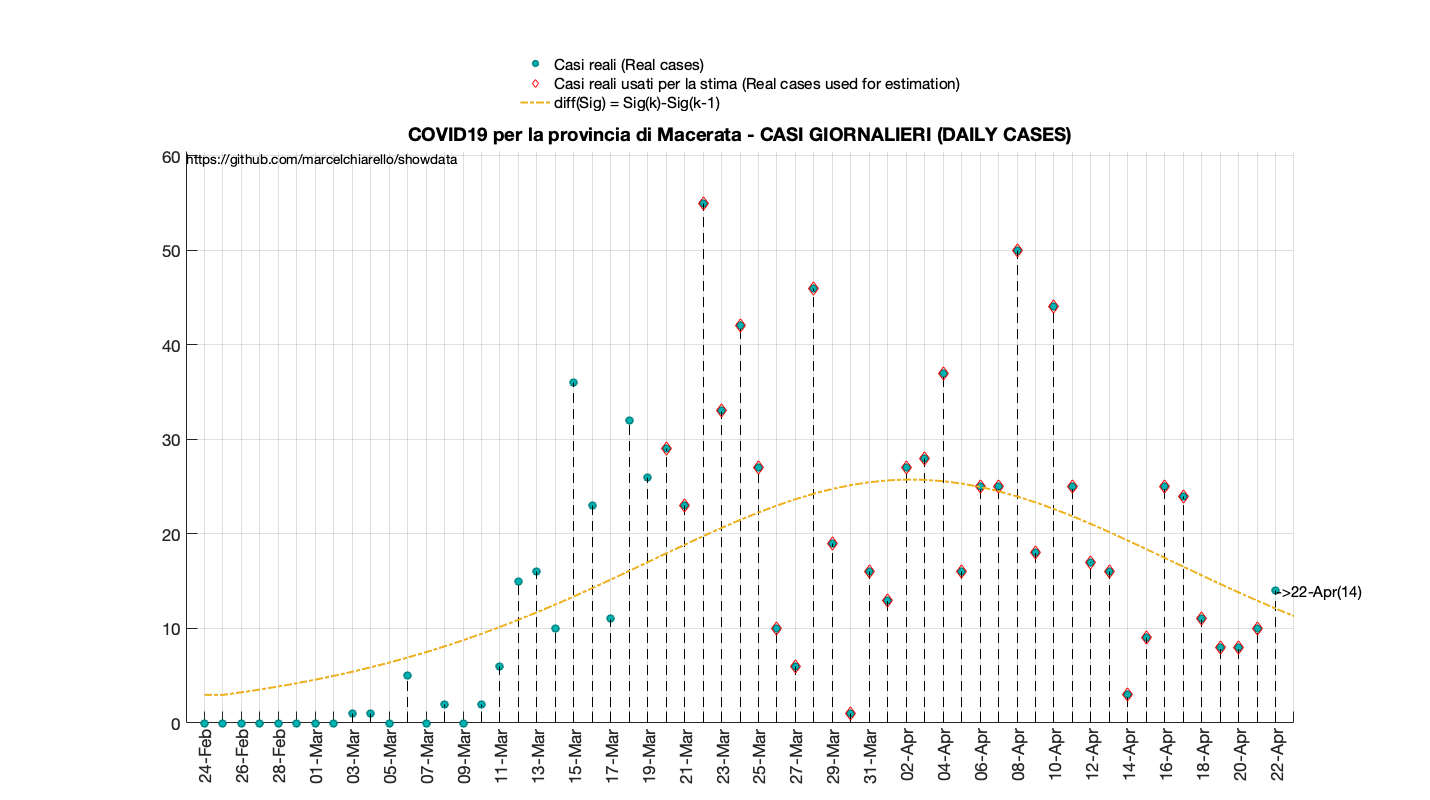 Casi reali (Real cases)
Casi reali usati per la stima (Real cases used for estimation)
diff(Sig) = Sig(k)-Sig(k-1)
COVID19 per la provincia di Macerata - CASI GIORNALIERI (DAILY CASES)
https://github.com/marcelchiarello/showdata
60
50
40
30
20
10
0
->22-Apr(14)
24-Feb
26-Feb
28-Feb
01-Mar
03-Mar
05-Mar
07-Mar
09-Mar
11-Mar
13-Mar
15-Mar
17-Mar
19-Mar
21-Mar
23-Mar
25-Mar
27-Mar
29-Mar
31-Mar
02-Apr
04-Apr
06-Apr
08-Apr
10-Apr
12-Apr
14-Apr
16-Apr
18-Apr
20-Apr
22-Apr